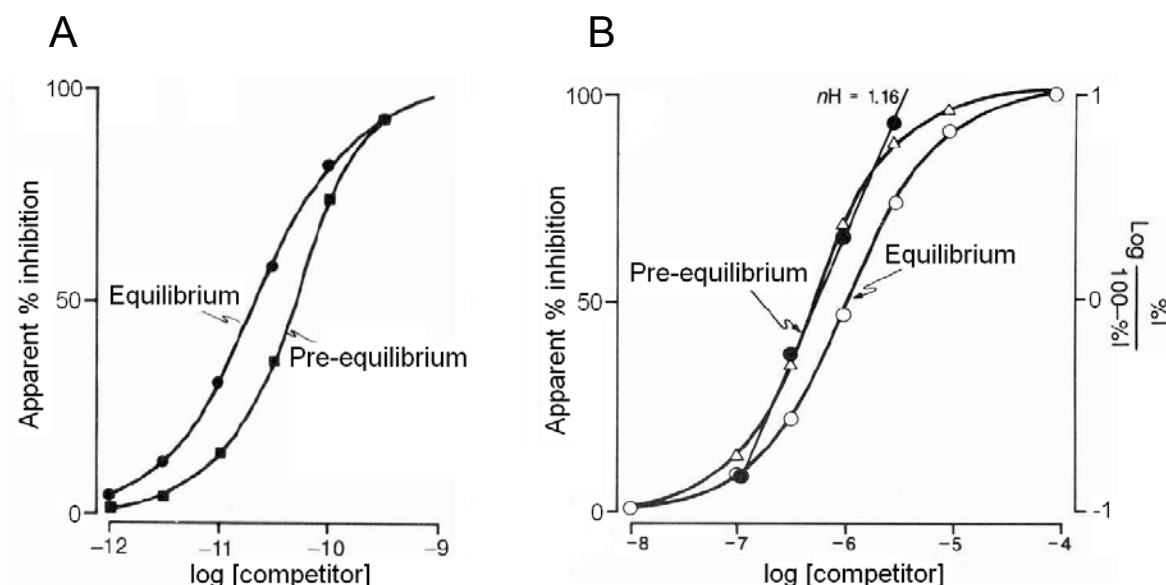 A
Apparent % inhibition
100
50
0
Equilibrium
Pre-equilibrium
-12
-11
-10
-9
log [competitor]
B
Apparent % inhibition
100
50
0
nH = 1.16
Pre-equilibrium
Equilibrium
1
0
-1
Log %I
100-%I
-8
-7
-6
-5
-4
log [competitor]